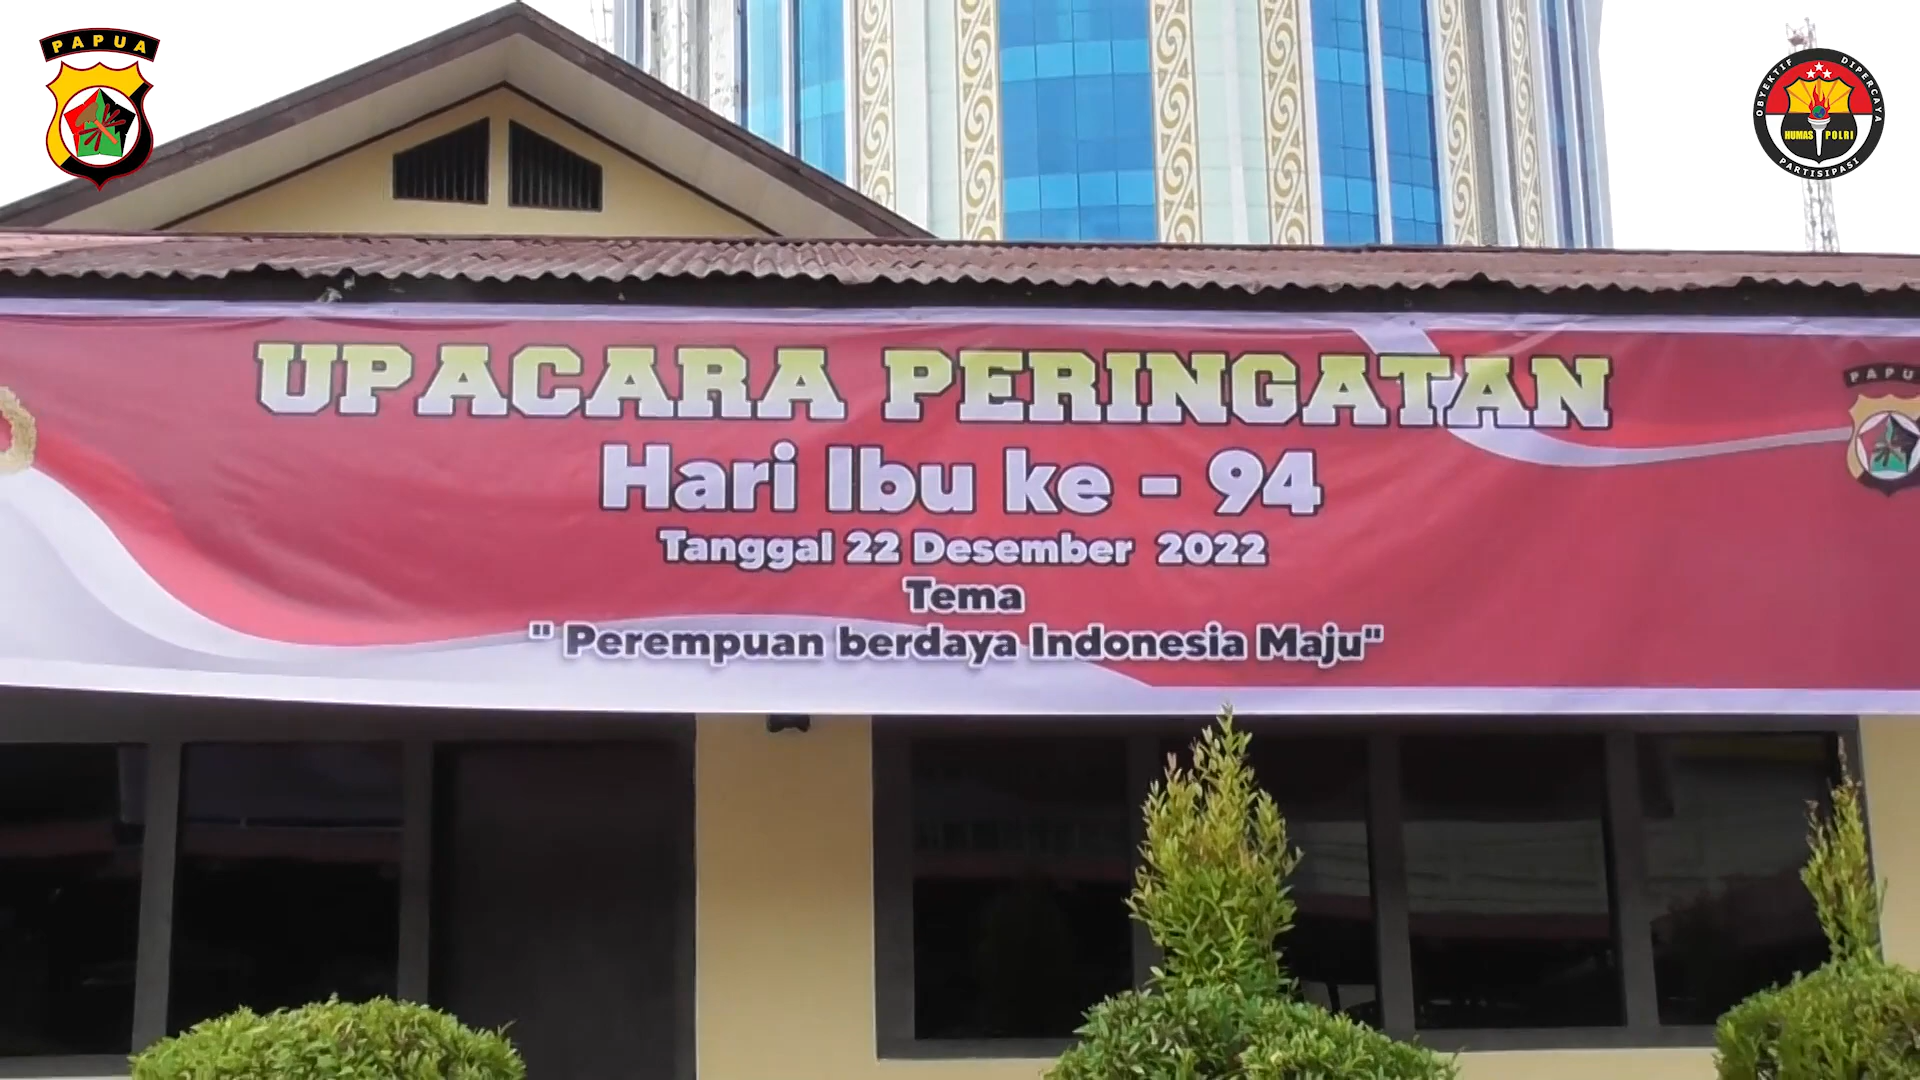 PAPUA
OBYEKTIF DIPERCAYA
HUMAS POLRI
PARTISIPASI
UPACARA PERINGATAN
Hari Ibu ke - 94
Tanggal 22 Desember 2022
Tema
" Perempuan berdaya Indonesia Maju"
PAPU